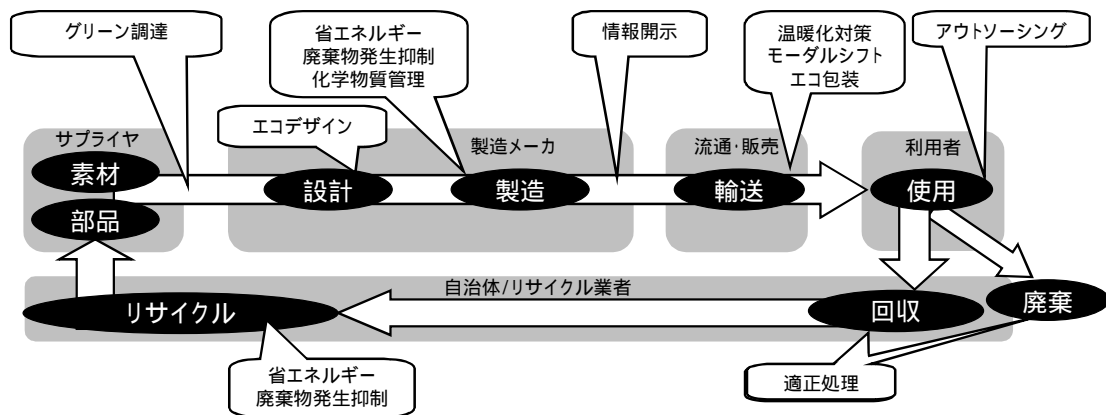 グリーン調達
省エネルギー
廃棄物発生抑制
化学物質管理
情報開示
温暖化対策
モーダルシフト
エコ包装
アウトソーシング
サプライヤ
エコデザイン
製造メーカ
流通・販売
利用者
素材
部品
設計
製造
輸送
使用
自治体/リサイクル業者
リサイクル
回収
廃棄
省エネルギー
廃棄物発生抑制
適正処理